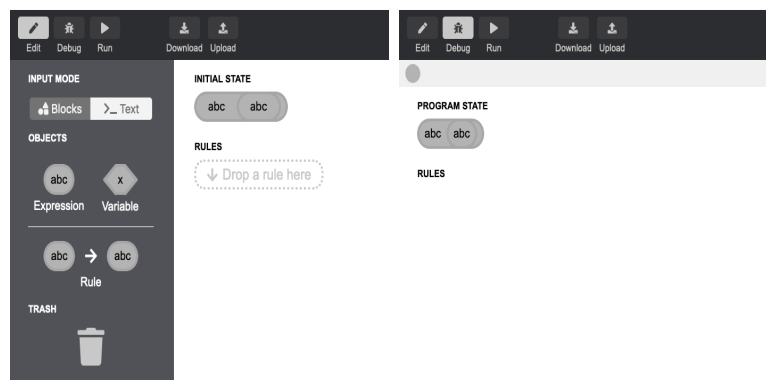 Edit Debug Run Download Upload
INPUT MODE
Blocks >_ Text
OBJECTS
abc x
Expression Variable
abc → abc
Rule
TRASH
INITIAL STATE
abc abc
RULES
↓ Drop a rule here
Edit Debug Run Download Upload
PROGRAM STATE
abc abc
RULES